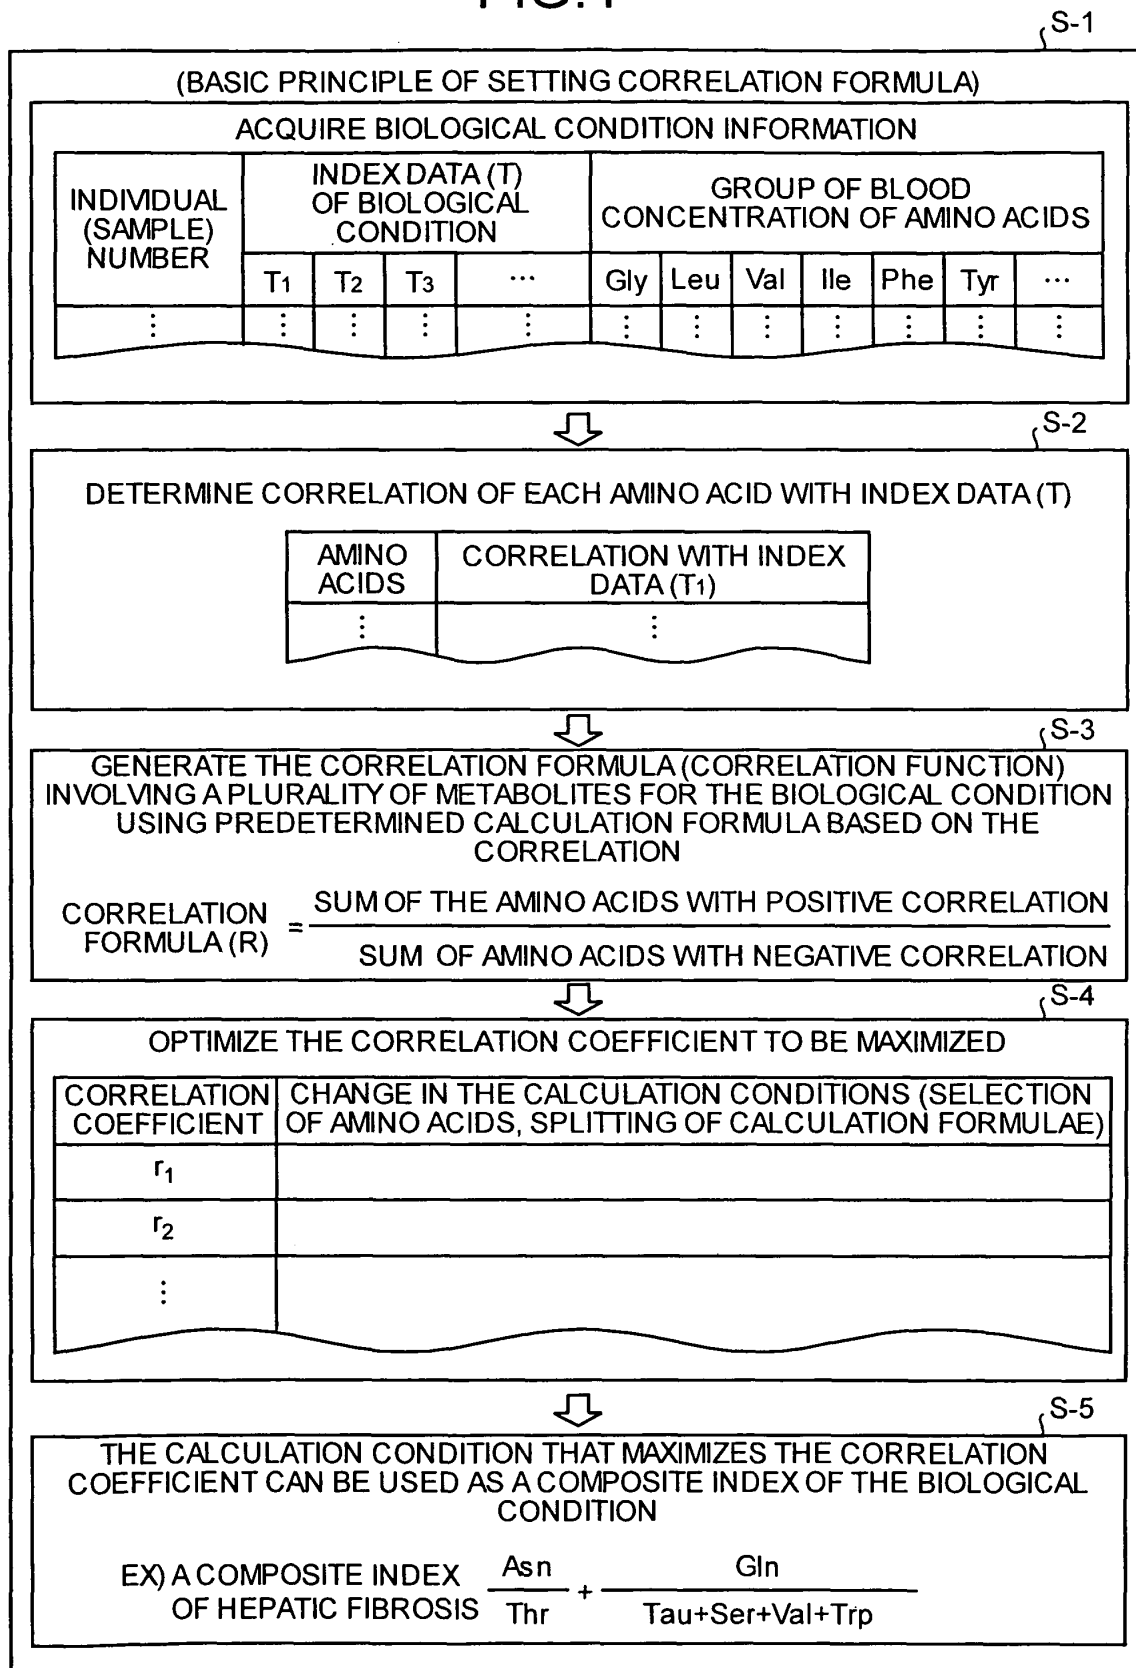 FIG.1
S-1
(BASIC PRINCIPLE OF SETTING CORRELATION FORMULA)
ACQUIRE BIOLOGICAL CONDITION INFORMATION
INDIVIDUAL
(SAMPLE)
NUMBER
INDEX DATA (T)
OF BIOLOGICAL
CONDITION
GROUP OF BLOOD
CONCENTRATION OF AMINO ACIDS
T1 T2 T3 ... Gly Leu Val Ile Phe Tyr ...
⋮ ⋮ ⋮ ⋮ ⋮ ⋮ ⋮ ⋮ ⋮ ⋮ ⋮ ⋮
S-2
DETERMINE CORRELATION OF EACH AMINO ACID WITH INDEX DATA (T)
AMINO
ACIDS
CORRELATION WITH INDEX
DATA (T1)
⋮ ⋮
S-3
GENERATE THE CORRELATION FORMULA (CORRELATION FUNCTION)
INVOLVING A PLURALITY OF METABOLITES FOR THE BIOLOGICAL CONDITION
USING PREDETERMINED CALCULATION FORMULA BASED ON THE
CORRELATION
CORRELATION
FORMULA (R)
=
SUM OF THE AMINO ACIDS WITH POSITIVE CORRELATION
SUM OF AMINO ACIDS WITH NEGATIVE CORRELATION
S-4
OPTIMIZE THE CORRELATION COEFFICIENT TO BE MAXIMIZED
CORRELATION
COEFFICIENT
CHANGE IN THE CALCULATION CONDITIONS (SELECTION
OF AMINO ACIDS, SPLITTING OF CALCULATION FORMULAE)
r1
r2
⋮
S-5
THE CALCULATION CONDITION THAT MAXIMIZES THE CORRELATION
COEFFICIENT CAN BE USED AS A COMPOSITE INDEX OF THE BIOLOGICAL
CONDITION
EX) A COMPOSITE INDEX
OF HEPATIC FIBROSIS
Asn
Thr
+
Gln
Tau+Ser+Val+Trp